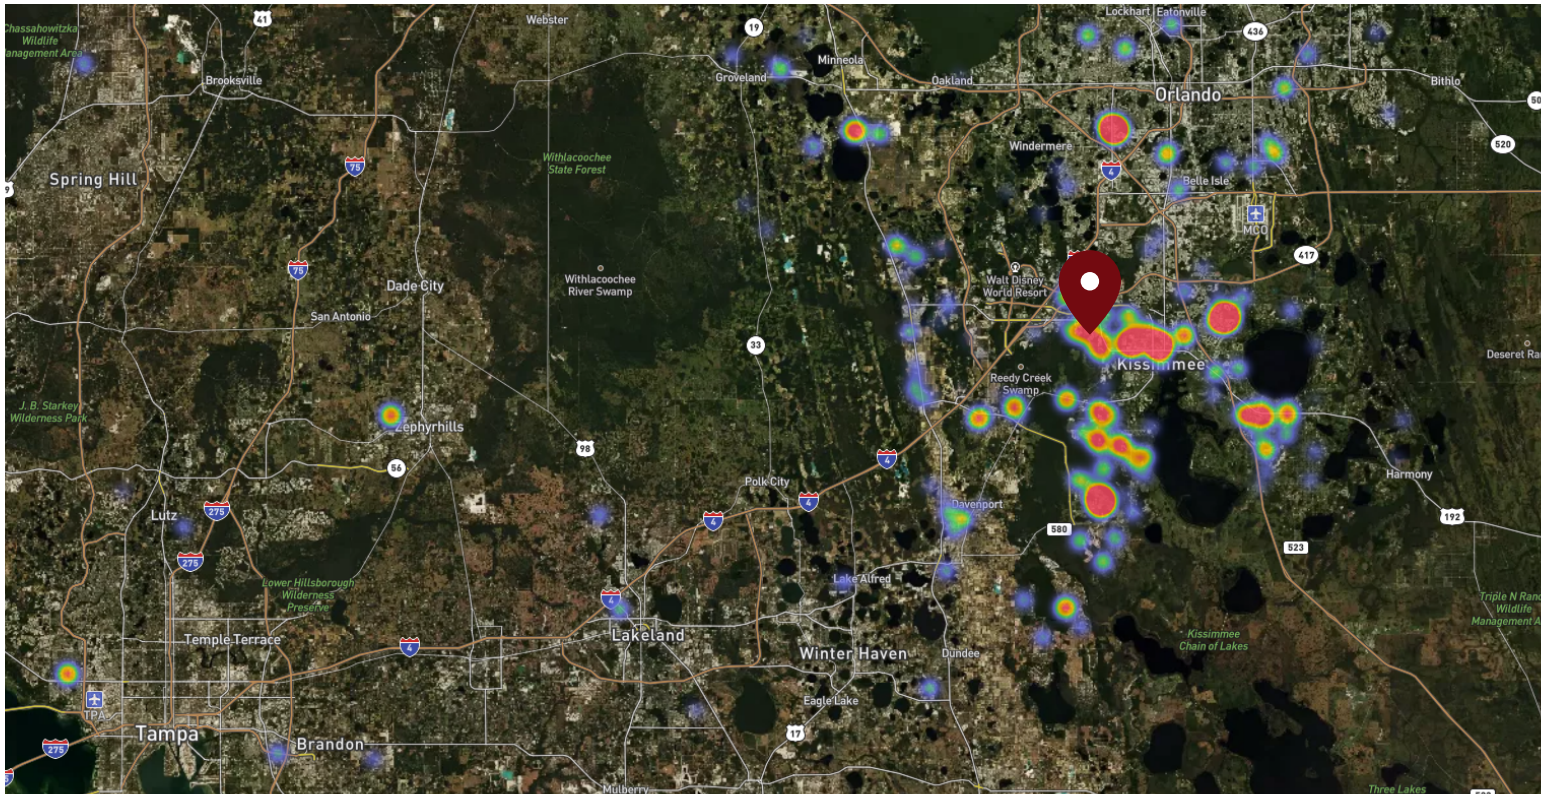 Chassahowitzka
Wildlife
Management Area
41
Webster
19
Lockhart
Eatonville
436
Brooksville
Groveland
Minneola
Oakland
Orlando
Bithlo
50
75
Withlacoochee
State Forest
Windermere
4
520
Spring Hill
Belle Isle
MCO
75
Withlacoochee
River Swamp
Walt Disney
World Resort
417
Dade City
San Antonio
33
Deseret Ra
Kissimmee
Reedy Creek
Swamp
J. B. Starkey
Wilderness Park
Zephyrhills
98
4
56
Polk City
4
Harmony
Lutz
275
4
Davenport
192
580
523
275
Lower Hillsborough
Wilderness
Preserve
4
Lake Alfred
Triple N Ranc
Wildlife
Management A
Temple Terrace
4
Lakeland
Winter Haven
Dundee
Kissimmee
Chain of Lakes
TPA
Eagle Lake
Tampa
17
275
Brandon
Mulberry
Three Lakes